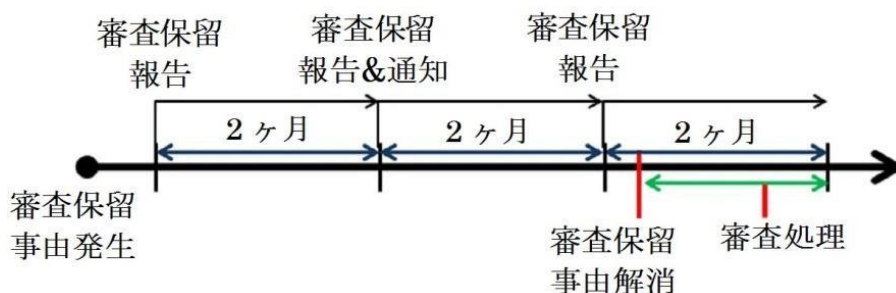 審査保留
報告
審査保留
報告&通知
審査保留
報告
2ヶ月
2ヶ月
2ヶ月
審査保留
事由発生
審査保留
事由解消
審査処理